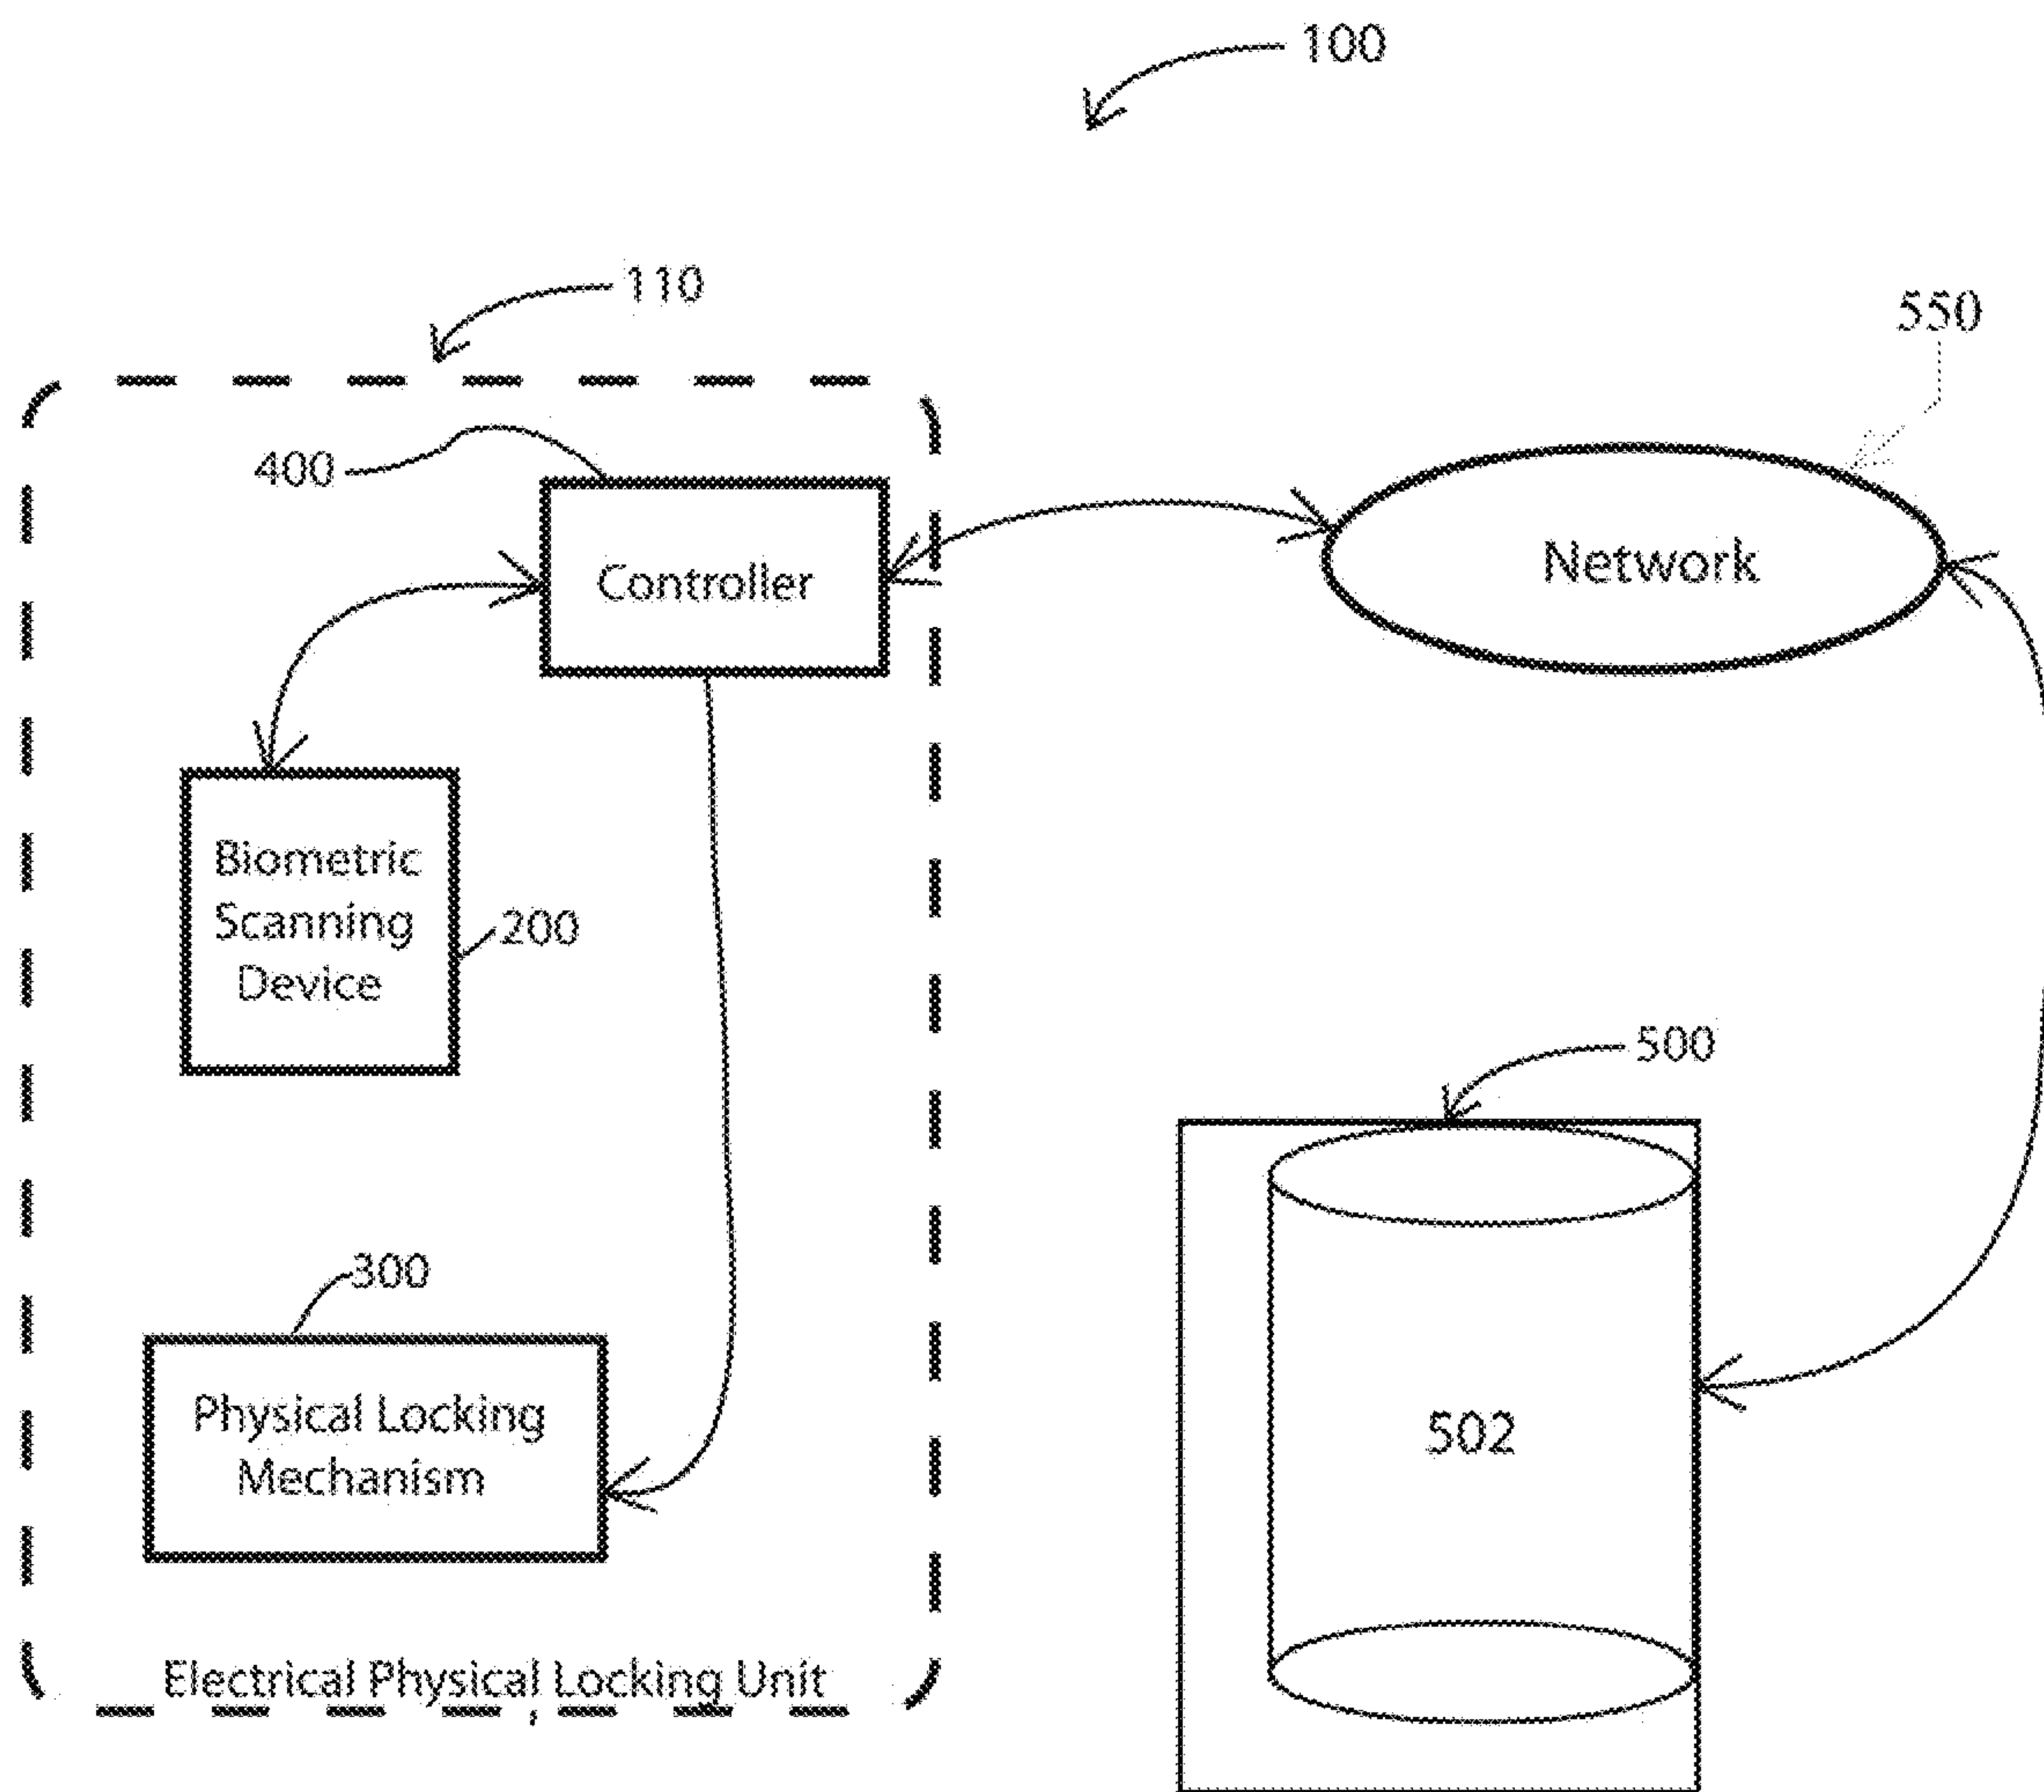 100
110
550
400
Controller
Network
Biometric
Scanning
Device
200
500
300
Physical Locking
Mechanism
502
Electrical Physical Locking Unit